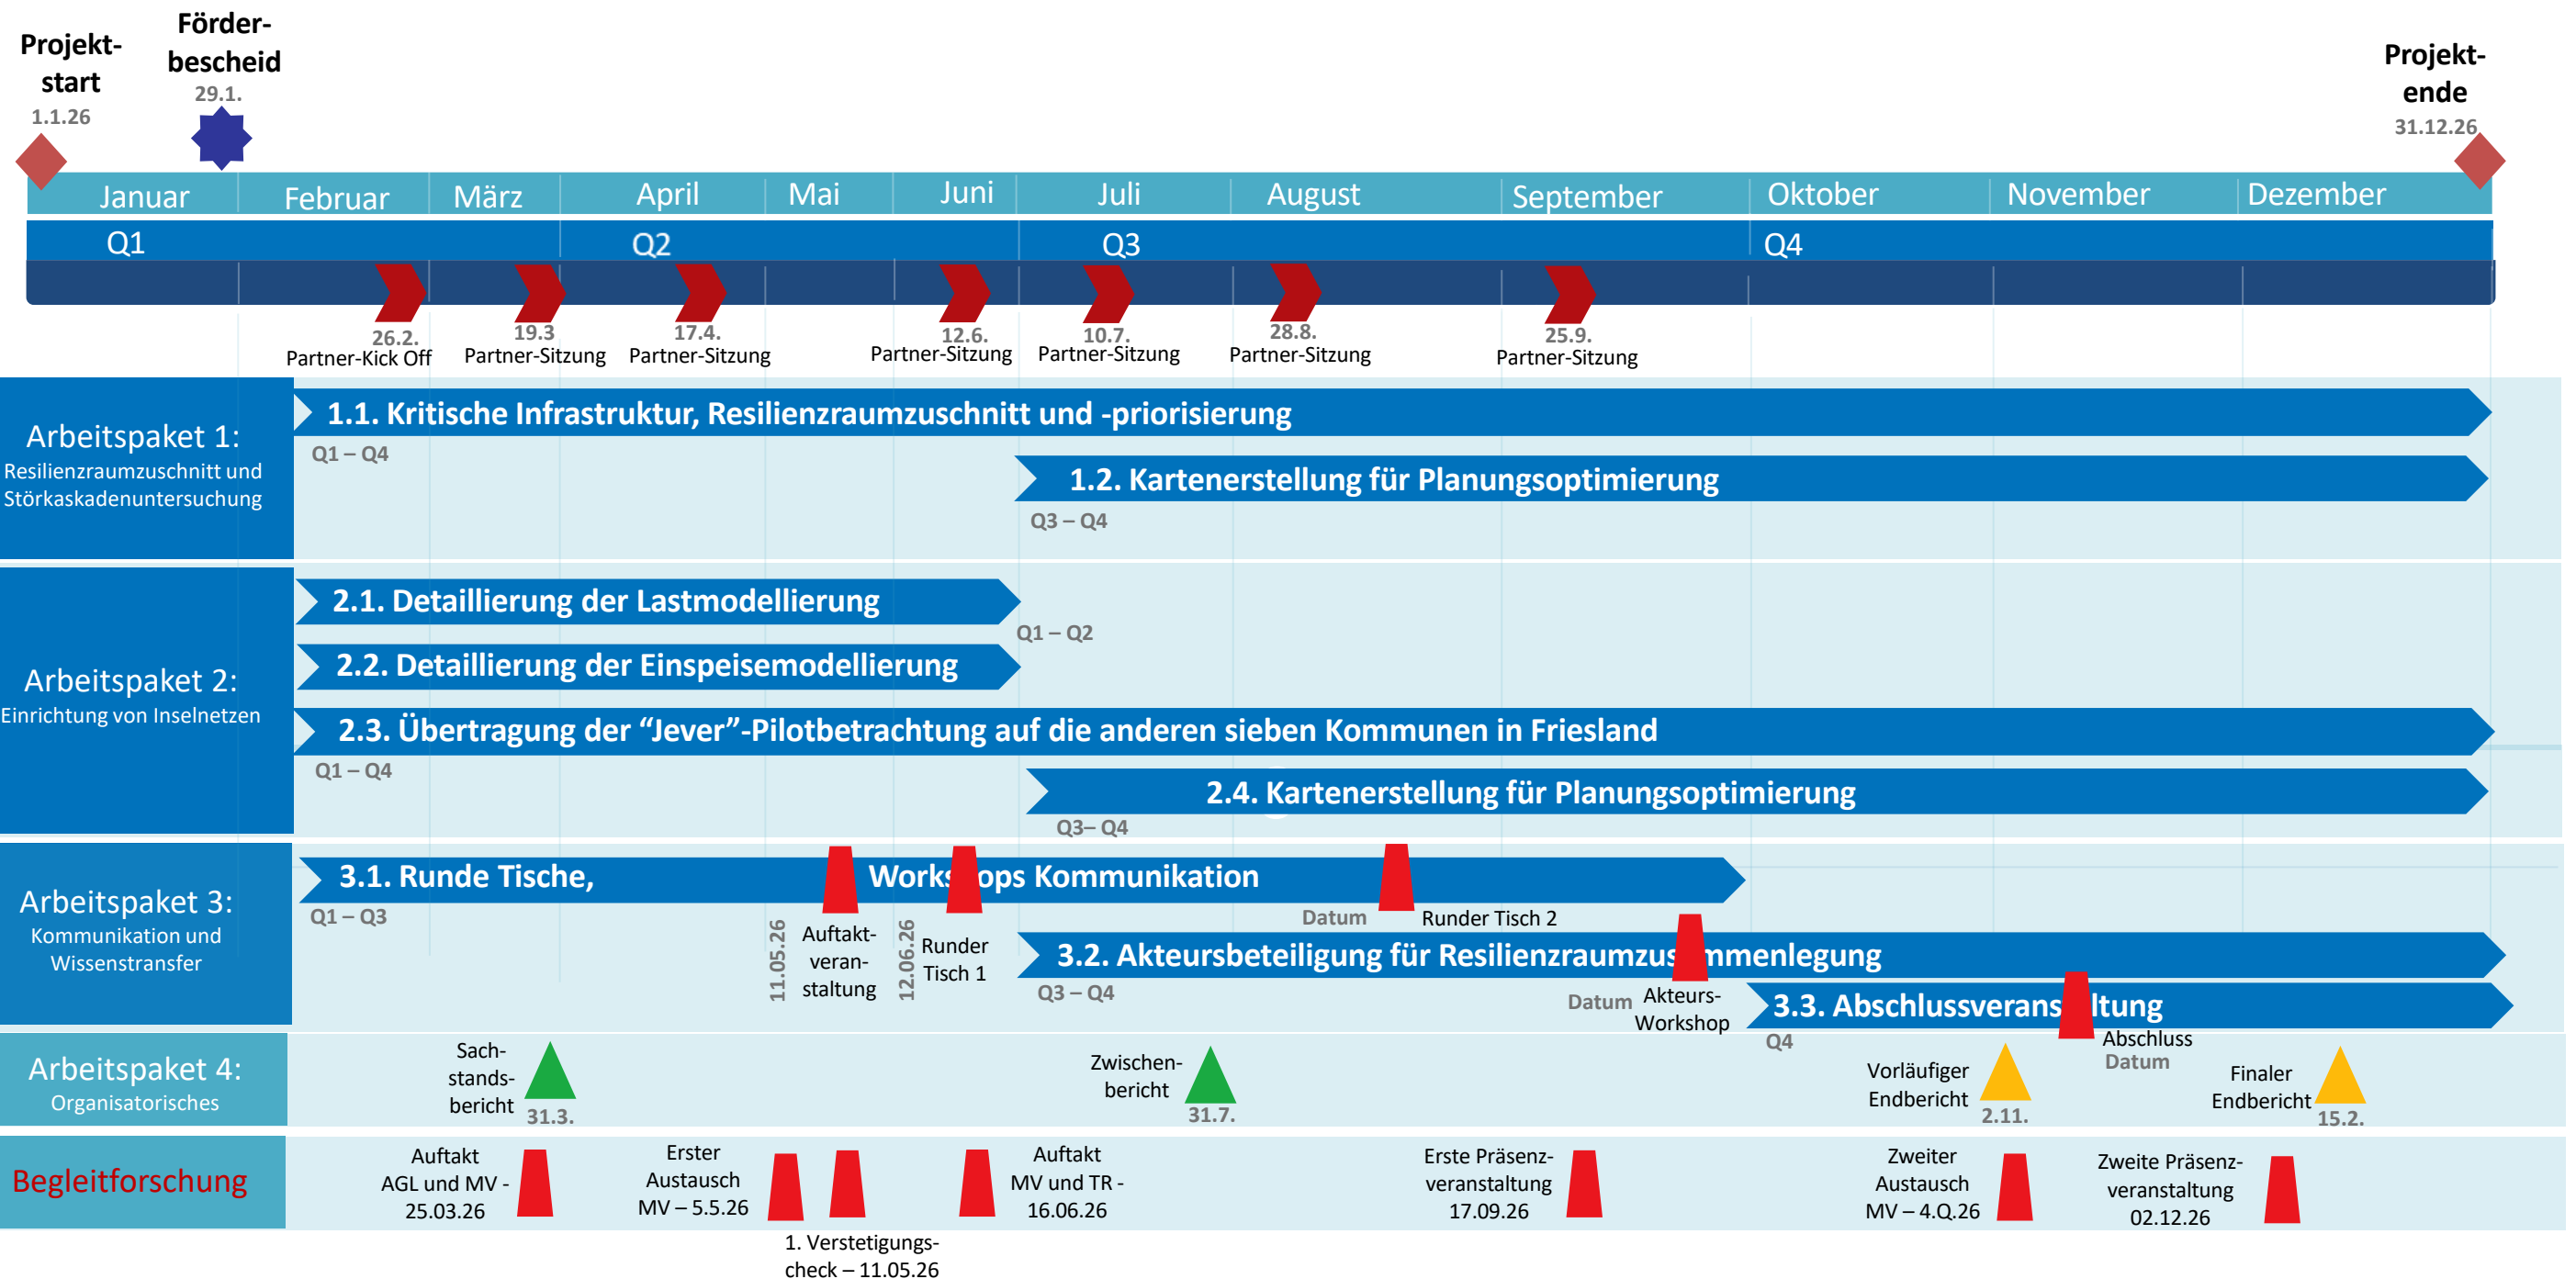 Projekt-
start
1.1.26
Förder-
bescheid
29.1.
Projekt-
ende
31.12.26
Januar
Februar
März
April
Mai
Juni
Juli
August
September
Oktober
November
Dezember
Q1
Q2
Q3
Q4
26.2.
Partner-Kick Off
19.3
Partner-Sitzung
17.4.
Partner-Sitzung
12.6.
Partner-Sitzung
10.7.
Partner-Sitzung
28.8.
Partner-Sitzung
25.9.
Partner-Sitzung
Arbeitspaket 1:
Resilienzraumzuschnitt und
Störkaskadenuntersuchung
1.1. Kritische Infrastruktur, Resilienzraumzuschnitt und -priorisierung
Q1 – Q4
1.2. Kartenerstellung für Planungsoptimierung
Q3 – Q4
Arbeitspaket 2:
Einrichtung von Inselnetzen
2.1. Detaillierung der Lastmodellierung
Q1 – Q2
2.2. Detaillierung der Einspeisemodellierung
2.3. Übertragung der “Jever”-Pilotbetrachtung auf die anderen sieben Kommunen in Friesland
Q1 – Q4
2.4. Kartenerstellung für Planungsoptimierung
Q3– Q4
Arbeitspaket 3:
Kommunikation und
Wissenstransfer
3.1. Runde Tische, Works ops Kommunikation
Q1 – Q3
11.05.26
Auftakt-
veran-
staltung
12.06.26
Runder
Tisch 1
Datum
Runder Tisch 2
3.2. Akteursbeteiligung für Resilienzraumzus mmenlegung
Q3 – Q4
Datum
Akteurs-
Workshop
3.3. Abschlussverans ltung
Q4
Abschluss
Datum
Arbeitspaket 4:
Organisatorisches
Sach-
stands-
bericht
31.3.
Zwischen-
bericht
31.7.
Vorläufiger
Endbericht
2.11.
Finaler
Endbericht
15.2.
Begleitforschung
Auftakt
AGL und MV -
25.03.26
Erster
Austausch
MV – 5.5.26
1. Verstetigungs-
check – 11.05.26
Auftakt
MV und TR -
16.06.26
Erste Präsenz-
veranstaltung
17.09.26
Zweiter
Austausch
MV – 4.Q.26
Zweite Präsenz-
veranstaltung
02.12.26